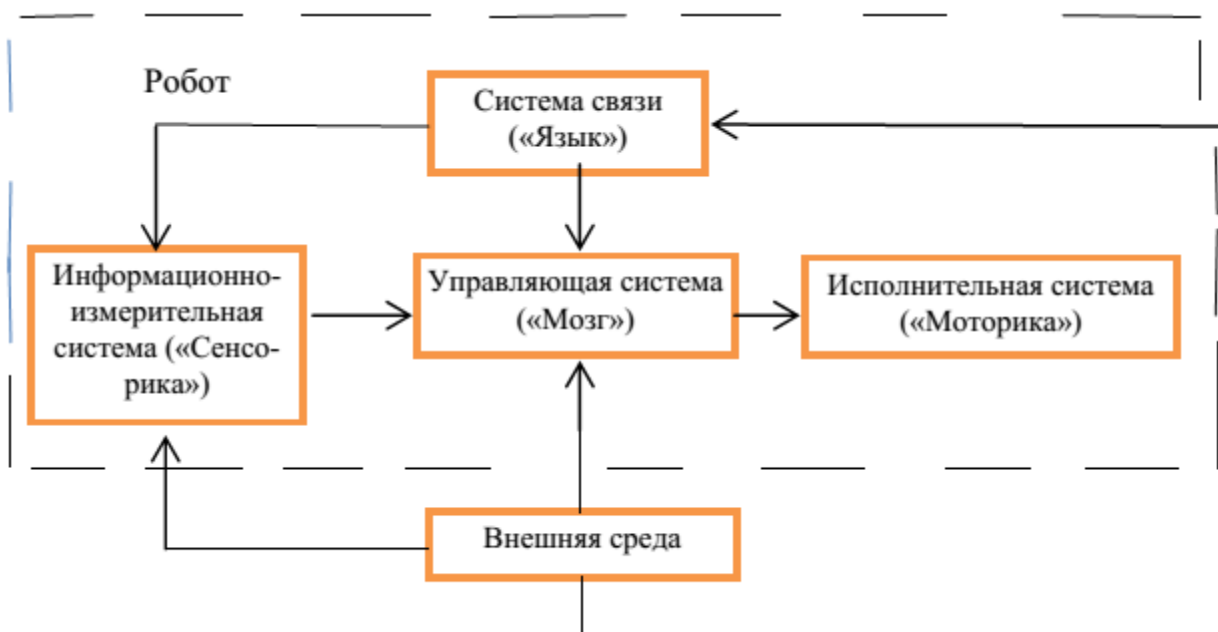 Робот
Система связи
(«Язык»)
Информационно-
измерительная
система («Сенсо-
рика»)
Управляющая система
(«Мозг»)
Исполнительная система
(«Моторика»)
Внешняя среда